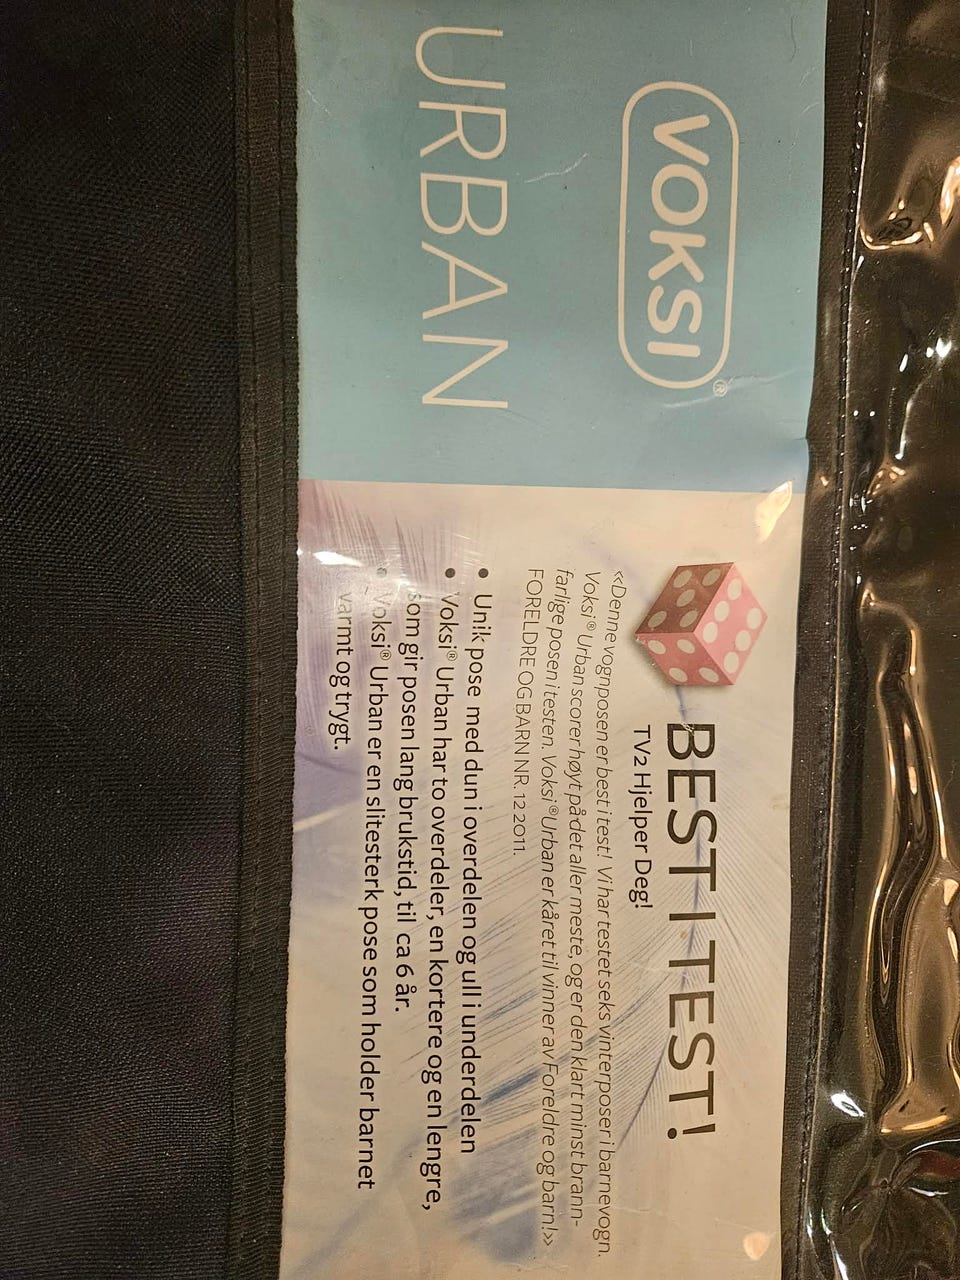 VOKSI®
URBAN
BEST I TEST!
TV2 Hjelper Deg!
«Denne vognposen er best i test! Vi har testet seks vinterposer i barnevogn.
Voksi® Urban scorer høyt på det aller meste, og er den klart minst brann-
farlige posen i testen. Voksi® Urban er kåret til vinner av Foreldre og barn!»
FORELDRE OG BARN NR. 12 2011.
• Unik pose med dun i overdelen og ull i underdelen
• Voksi® Urban har to overdeler, en kortere og en lengre,
som gir posen lang brukstid, til ca 6 år.
• Voksi® Urban er en slitesterk pose som holder barnet
varmt og trygt.